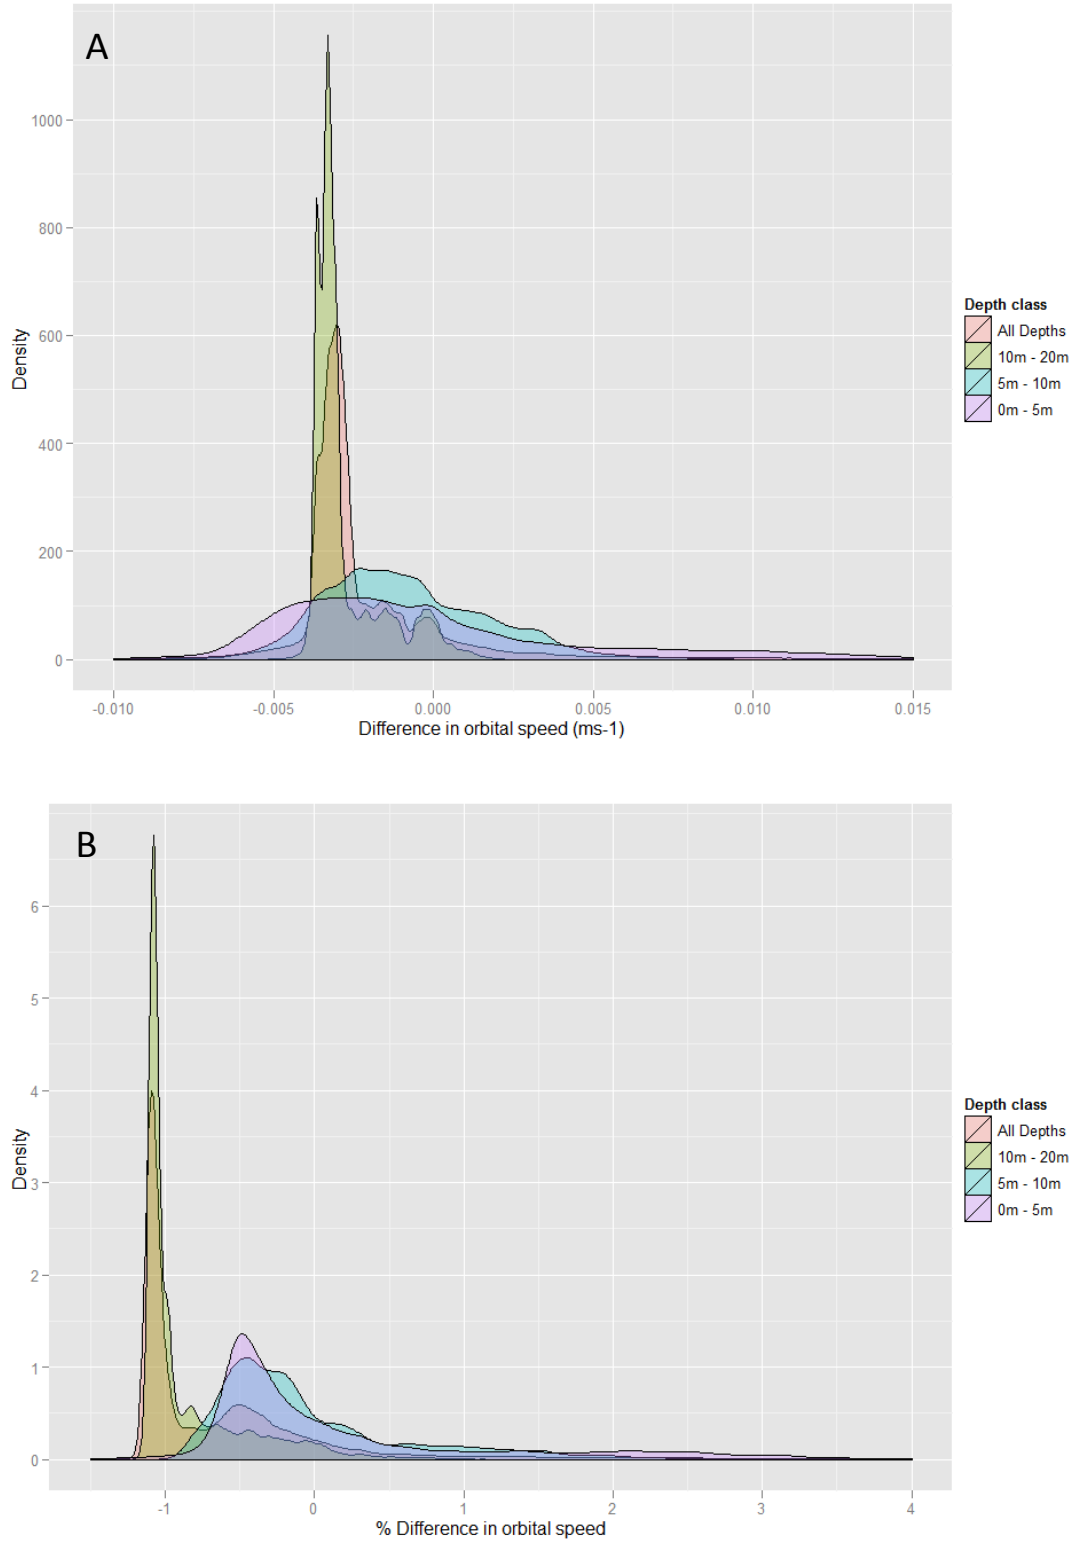 A
1000
800
600
400
200
0
Density
-0.010
-0.005
0.000
0.005
0.010
0.015
Difference in orbital speed (ms-1)
Depth class
All Depths
10m - 20m
5m - 10m
0m - 5m
B
6
5
4
3
2
1
0
Density
-1
0
1
2
3
4
% Difference in orbital speed
Depth class
All Depths
10m - 20m
5m - 10m
0m - 5m